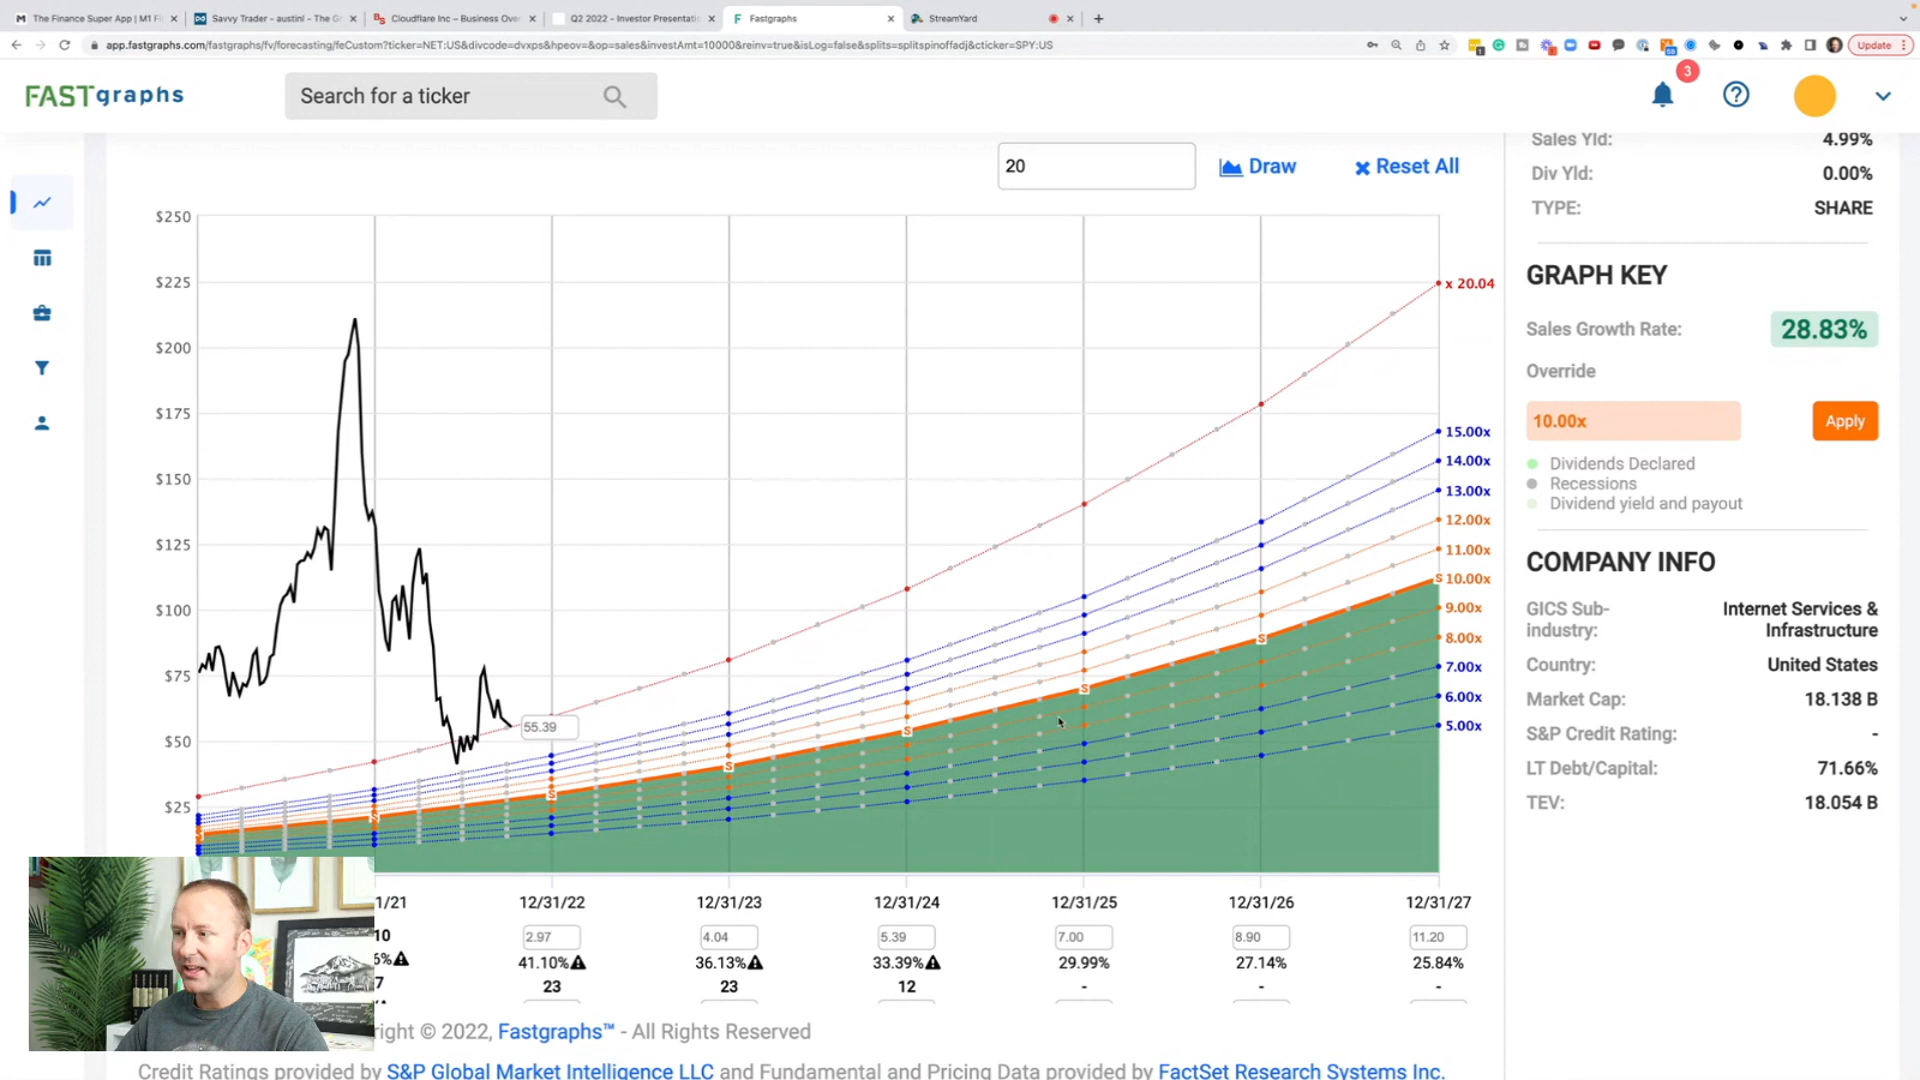 The Finance Super App | M1 Fi
Savvy Trader - austinl - The Gr
Cloudflare Inc – Business Over
Q2 2022 - Investor Presentatic
Fastgraphs
StreamYard
app.fastgraphs.com/fastgraphs/fv/forecasting/feCustom?ticker=NET:US&divcode=dvxps&hpeov=&op=sales&investAmt=10000&reinv=true&isLog=false&splits=splitspinoffadj&cticker=SPY:US
Update
FASTgraphs
Search for a ticker
3
20
Draw
Reset All
Sales Yld: 4.99%
Div Yld: 0.00%
TYPE: SHARE
GRAPH KEY
Sales Growth Rate: 28.83%
Override
10.00x
Apply
Dividends Declared
Recessions
Dividend yield and payout
COMPANY INFO
GICS Sub-industry: Internet Services & Infrastructure
Country: United States
Market Cap: 18.138 B
S&P Credit Rating: -
LT Debt/Capital: 71.66%
TEV: 18.054 B
$250
$225
$200
$175
$150
$125
$100
$75
$50
$25
55.39
x 20.04
15.00x
14.00x
13.00x
12.00x
11.00x
10.00x
9.00x
8.00x
7.00x
6.00x
5.00x
1/21 12/31/22 12/31/23 12/31/24 12/31/25 12/31/26 12/31/27
10 2.97 4.04 5.39 7.00 8.90 11.20
6% 41.10% 36.13% 33.39% 29.99% 27.14% 25.84%
7 23 23 12 - - -
right © 2022, Fastgraphs™ - All Rights Reserved
Credit Ratings provided by S&P Global Market Intelligence LLC and Fundamental and Pricing Data provided by FactSet Research Systems Inc.